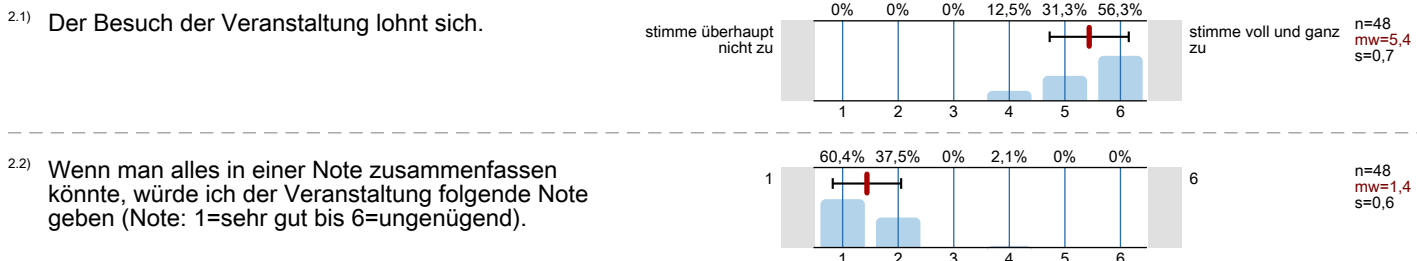 2.1) Der Besuch der Veranstaltung lohnt sich.
0% 0% 0% 12,5% 31,3% 56,3%
stimme überhaupt
nicht zu
1 2 3 4 5 6
stimme voll und ganz
zu
n=48
mw=5,4
s=0,7
2.2) Wenn man alles in einer Note zusammenfassen
könnte, würde ich der Veranstaltung folgende Note
geben (Note: 1=sehr gut bis 6=ungenügend).
60,4% 37,5% 0% 2,1% 0% 0%
1
1 2 3 4 5 6
6
n=48
mw=1,4
s=0,6